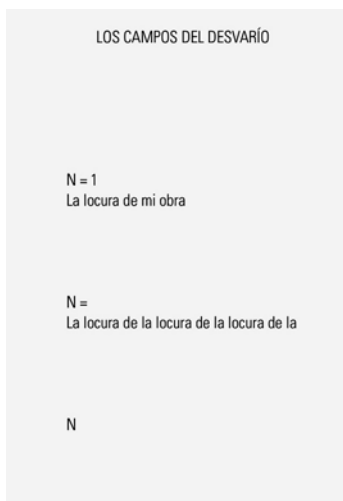 LOS CAMPOS DEL DESVARÍO
N = 1
La locura de mi obra
N =
La locura de la locura de la locura de la
N